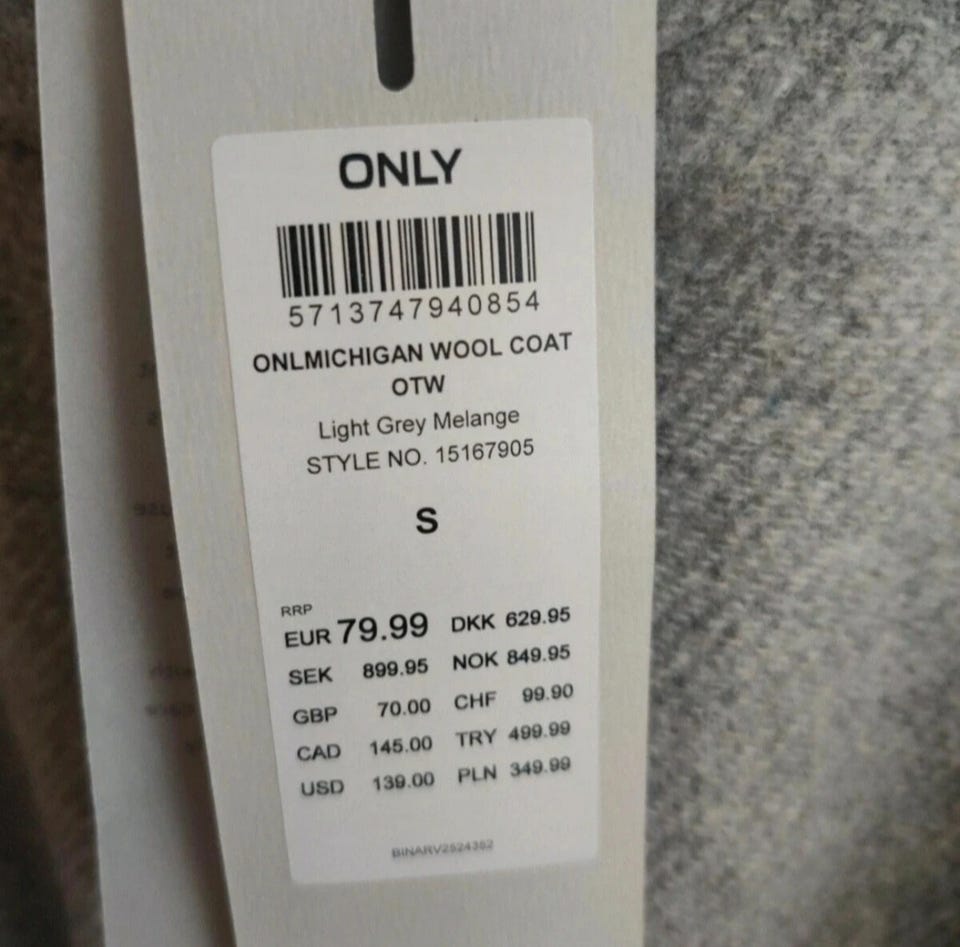 ONLY
5713747940854
ONLMICHIGAN WOOL COAT
OTW
Light Grey Melange
STYLE NO. 15167905
S
RRP
EUR 79.99 DKK 629.95
SEK 899.95 NOK 849.95
GBP 70.00 CHF 99.90
CAD 145.00 TRY 499.99
USD 139.00 PLN 349.99
BINARV2524352